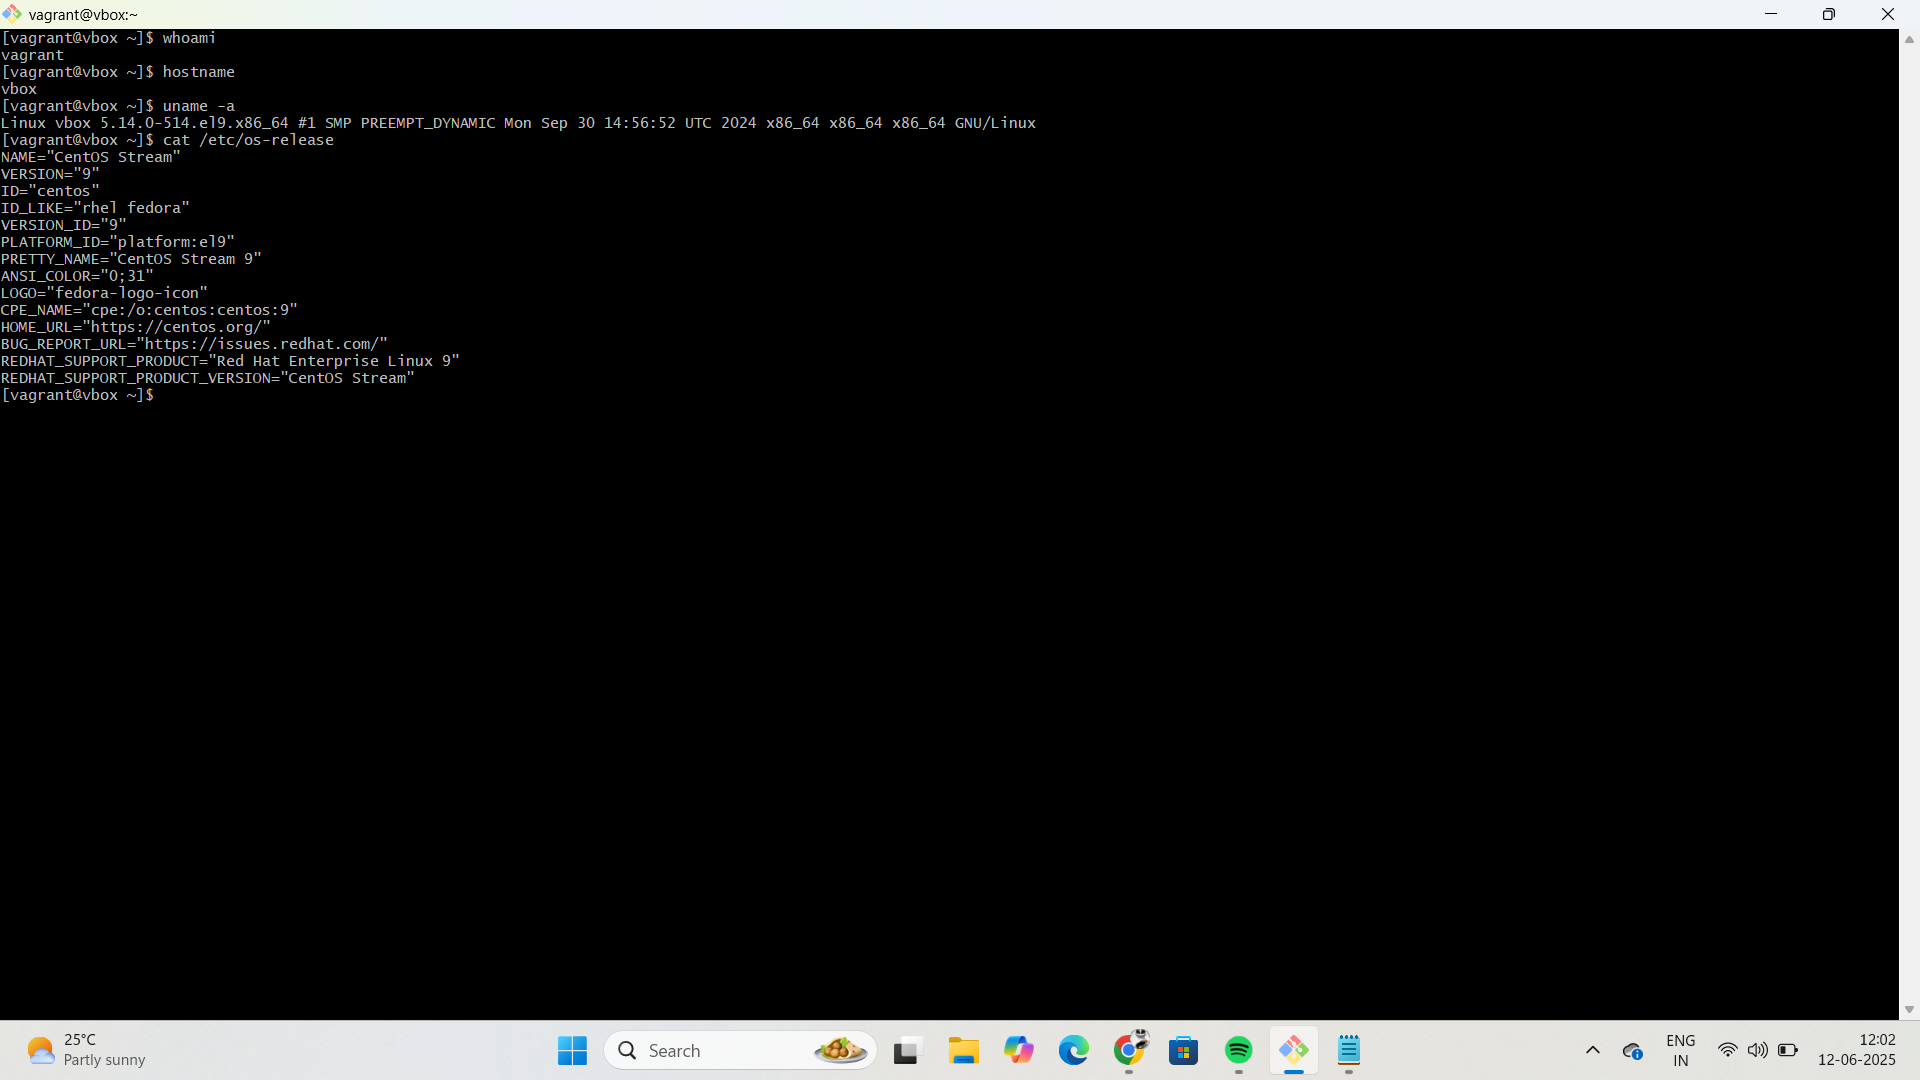 vagrant@vbox:~
[vagrant@vbox ~]$ whoami
vagrant
[vagrant@vbox ~]$ hostname
vbox
[vagrant@vbox ~]$ uname -a
Linux vbox 5.14.0-514.el9.x86_64 #1 SMP PREEMPT_DYNAMIC Mon Sep 30 14:56:52 UTC 2024 x86_64 x86_64 x86_64 GNU/Linux
[vagrant@vbox ~]$ cat /etc/os-release
NAME="CentOS Stream"
VERSION="9"
ID="centos"
ID_LIKE="rhel fedora"
VERSION_ID="9"
PLATFORM_ID="platform:el9"
PRETTY_NAME="CentOS Stream 9"
ANSI_COLOR="0;31"
LOGO="fedora-logo-icon"
CPE_NAME="cpe:/o:centos:centos:9"
HOME_URL="https://centos.org/"
BUG_REPORT_URL="https://issues.redhat.com/"
REDHAT_SUPPORT_PRODUCT="Red Hat Enterprise Linux 9"
REDHAT_SUPPORT_PRODUCT_VERSION="CentOS Stream"
[vagrant@vbox ~]$
25°C
Partly sunny
Search
ENG
IN
12:02
12-06-2025